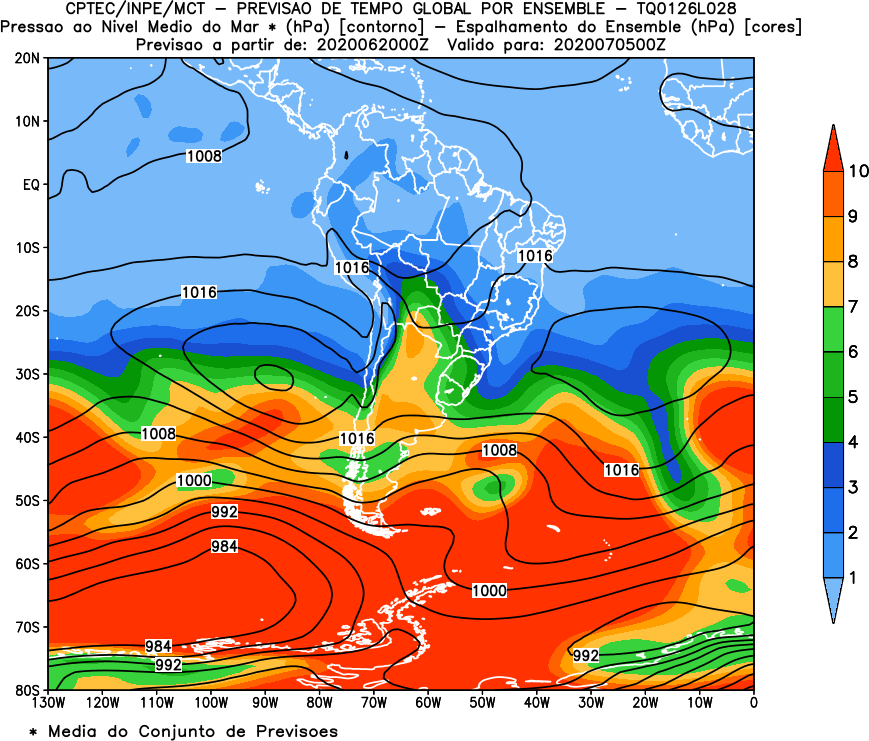 CPTEC/INPE/MCT – PREVISAO DE TEMPO GLOBAL POR ENSEMBLE – TQ0126L028
Pressao ao Nivel Medio do Mar * (hPa) [contorno] – Espalhamento do Ensemble (hPa) [cores]
Previsao a partir de: 2020062000Z Valido para: 2020070500Z
20N
10N
EQ
10S
20S
30S
40S
50S
60S
70S
80S
1008
1016
1016
1016
1008
1016
1008
1016
1000
992
984
1000
984
992
992
130W 120W 110W 100W 90W 80W 70W 60W 50W 40W 30W 20W 10W 0
10
9
8
7
6
5
4
3
2
1
* Media do Conjunto de Previsoes